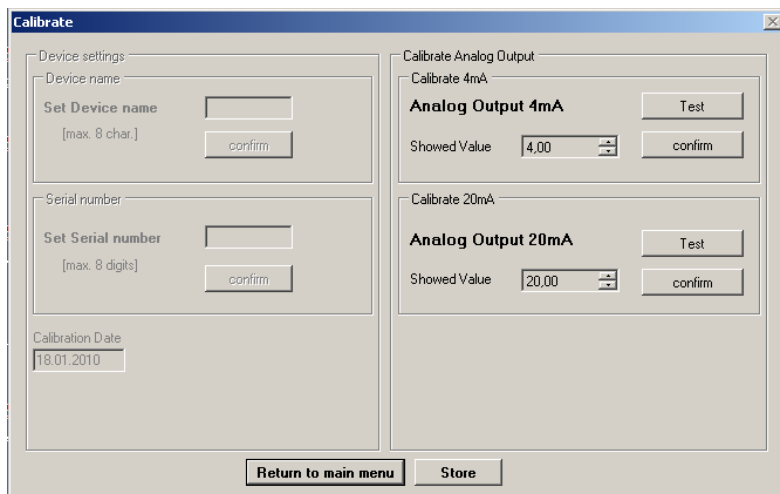 Calibrate
Device settings
Device name
Set Device name
[max. 8 char.]
confirm
Serial number
Set Serial number
[max. 8 digits]
confirm
Calibration Date
18.01.2010
Calibrate Analog Output
Calibrate 4mA
Analog Output 4mA
Test
Showed Value
4,00
confirm
Calibrate 20mA
Analog Output 20mA
Test
Showed Value
20,00
confirm
Return to main menu
Store